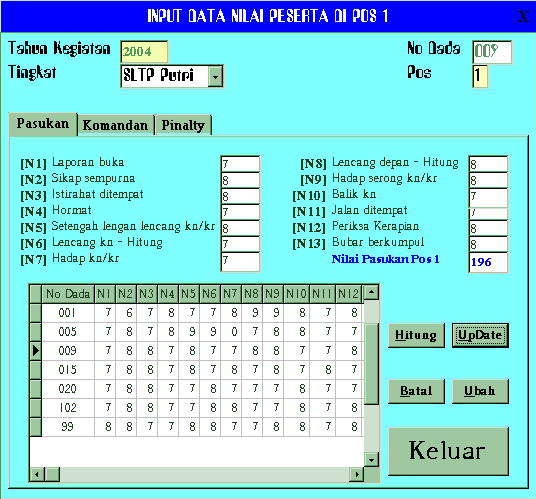 INPUT DATA NILAI PESERTA DI POS 1 X
Tahun Kegiatan 2004 No Dada 009
Tingkat SLTP Putri Pos 1
Pasukan Komandan Pinalty
[N1] Laporan buka 7 [N8] Lencang depan - Hitung 8
[N2] Sikap sempurna 8 [N9] Hadap serong kn/kr 8
[N3] Istirahat ditempat 8 [N10] Balik kn 7
[N4] Hormat 7 [N11] Jalan ditempat 7
[N5] Setengah lengan lencang kn/kr 8 [N12] Periksa Kerapian 8
[N6] Lencang kn - Hitung 7 [N13] Bubar berkumpul 8
[N7] Hadap kn/kr 7 Nilai Pasukan Pos 1 196
No Dada N1 N2 N3 N4 N5 N6 N7 N8 N9 N10 N11 N12
001 7 6 7 8 7 7 7 8 9 9 8 7 8
005 7 8 7 8 9 9 0 7 8 8 7 7 8
009 7 8 8 7 8 7 7 8 8 7 7 8
015 7 8 7 7 8 7 8 8 7 8 7 8
020 7 8 8 7 7 8 7 8 7 8 7 8
102 7 8 7 7 8 7 8 8 7 7 8 8
99 8 8 7 7 8 8 7 8 7 8 7 8
Hitung UpDate
Batal Ubah
Keluar